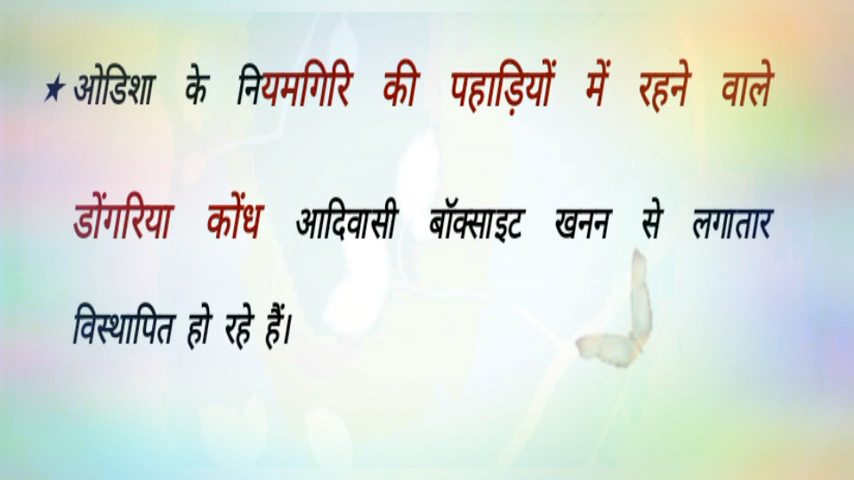 ★ ओडिशा के नियमगिरि की पहाड़ियों में रहने वाले
डोंगरिया कोंध आदिवासी बॉक्साइट खनन से लगातार
विस्थापित हो रहे हैं।